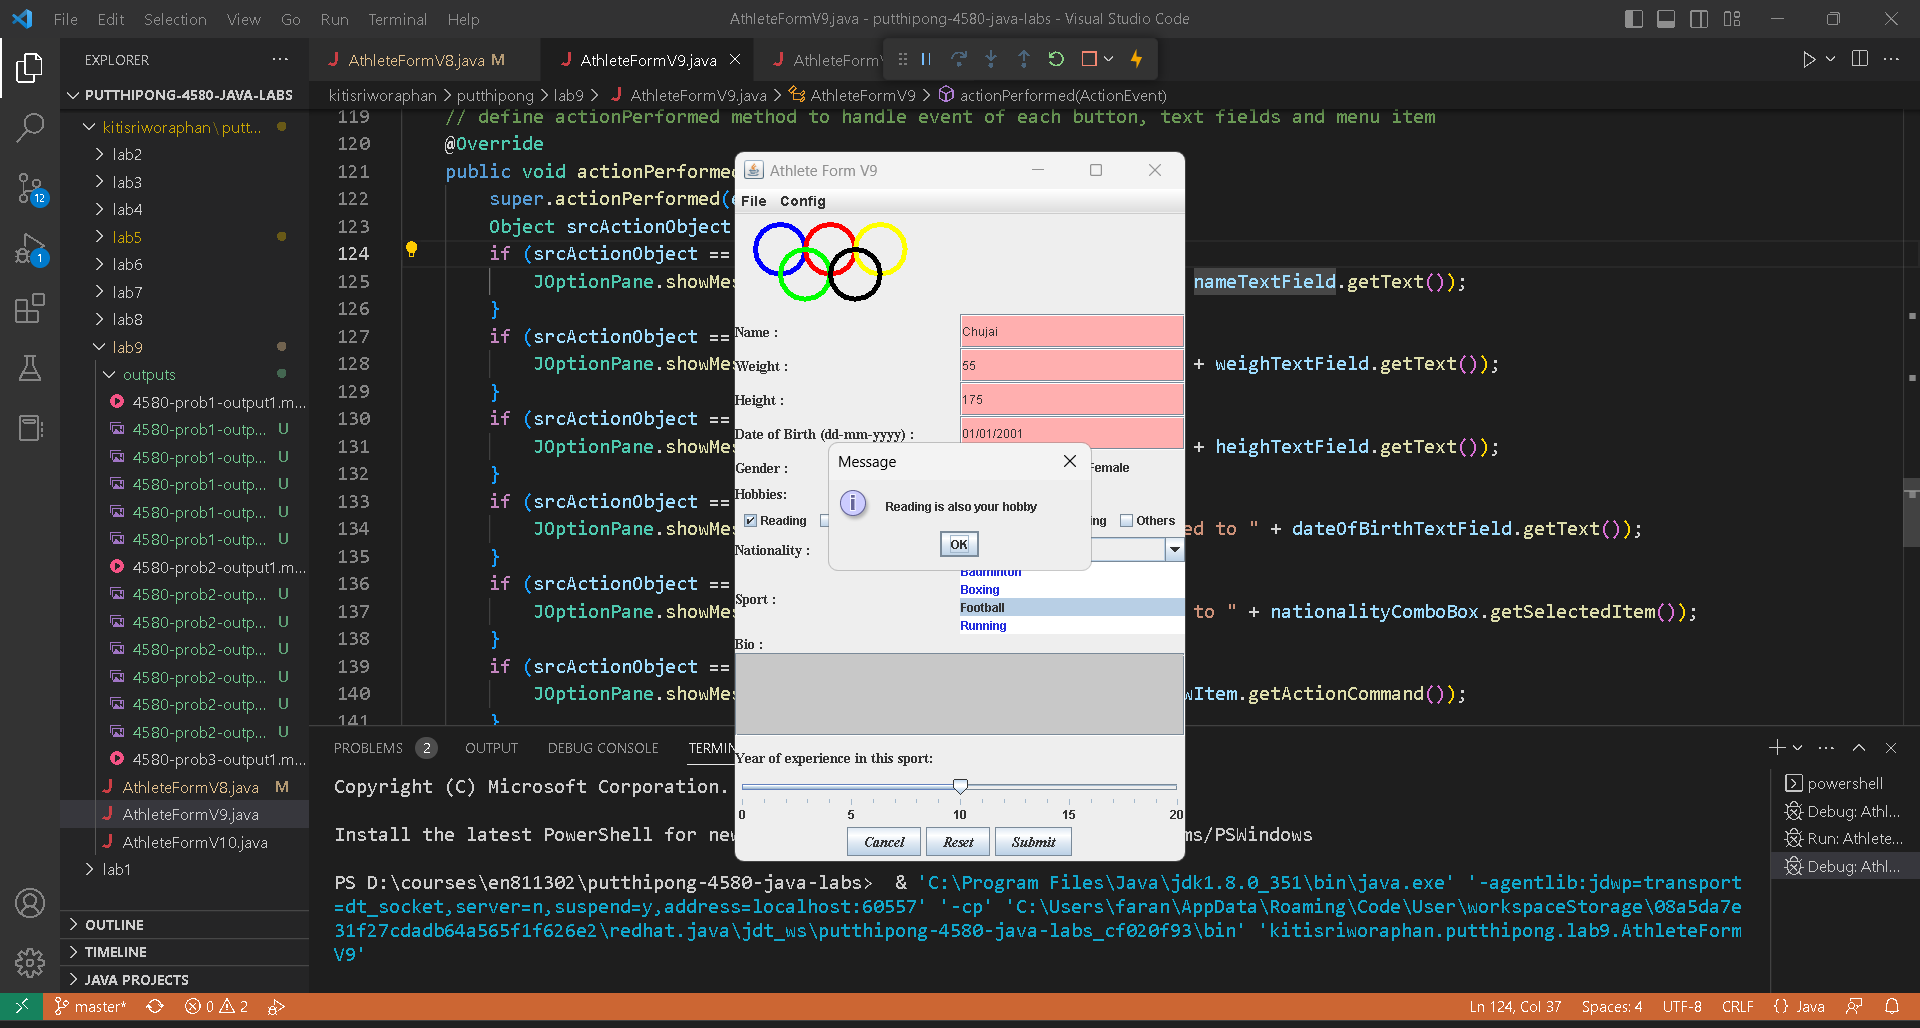 File Edit Selection View Go Run Terminal Help
AthleteFormV9.java - putthipong-4580-java-labs - Visual Studio Code
EXPLORER
PUTTHIPONG-4580-JAVA-LABS
kitisriworaphan\putt...
lab2
lab3
lab4
lab5
lab6
lab7
lab8
lab9
outputs
4580-prob1-output1.m...
4580-prob1-outp... U
4580-prob1-outp... U
4580-prob1-outp... U
4580-prob1-outp... U
4580-prob1-outp... U
4580-prob2-output1.m...
4580-prob2-outp... U
4580-prob2-outp... U
4580-prob2-outp... U
4580-prob2-outp... U
4580-prob2-outp... U
4580-prob2-outp... U
4580-prob3-output1.m...
AthleteFormV8.java M
AthleteFormV9.java
AthleteFormV10.java
lab1
OUTLINE
TIMELINE
JAVA PROJECTS
12
1
AthleteFormV8.java M
AthleteFormV9.java
AthleteFormV
kitisriworaphan > putthipong > lab9 > AthleteFormV9.java > AthleteFormV9 > actionPerformed(ActionEvent)
119 // define actionPerformed method to handle event of each button, text fields and menu item
120 @Override
121 public void actionPerformed
122 super.actionPerformed(
123 Object srcActionObject
124 if (srcActionObject ==
125 JOptionPane.showMes nameTextField.getText());
126 }
127 if (srcActionObject ==
128 JOptionPane.showMes + weighTextField.getText());
129 }
130 if (srcActionObject ==
131 JOptionPane.showMes + heighTextField.getText());
132 }
133 if (srcActionObject ==
134 JOptionPane.showMes ed to " + dateOfBirthTextField.getText());
135 }
136 if (srcActionObject ==
137 JOptionPane.showMes to " + nationalityComboBox.getSelectedItem());
138 }
139 if (srcActionObject ==
140 JOptionPane.showMes wItem.getActionCommand());
141 }
Athlete Form V9
File Config
Name : Chujai
Weight : 55
Height : 175
Date of Birth (dd-mm-yyyy) : 01/01/2001
Gender : Female
Hobbies:
Reading ing Others
Nationality :
Sport :
Badminton
Boxing
Football
Running
Bio :
Year of experience in this sport:
0 5 10 15 20
Cancel Reset Submit
Message
Reading is also your hobby
OK
PROBLEMS 2 OUTPUT DEBUG CONSOLE TERMIN
Copyright (C) Microsoft Corporation.
Install the latest PowerShell for new ms/PSWindows
PS D:\courses\en811302\putthipong-4580-java-labs> & 'C:\Program Files\Java\jdk1.8.0_351\bin\java.exe' '-agentlib:jdwp=transport
=dt_socket,server=n,suspend=y,address=localhost:60557' '-cp' 'C:\Users\faran\AppData\Roaming\Code\User\workspaceStorage\08a5da7e
31f27cdadb64a565f1f626e2\redhat.java\jdt_ws\putthipong-4580-java-labs_cf020f93\bin' 'kitisriworaphan.putthipong.lab9.AthleteForm
V9'
powershell
Debug: Athl...
Run: Athlete...
Debug: Athl...
master* 0 2
Ln 124, Col 37 Spaces: 4 UTF-8 CRLF {} Java